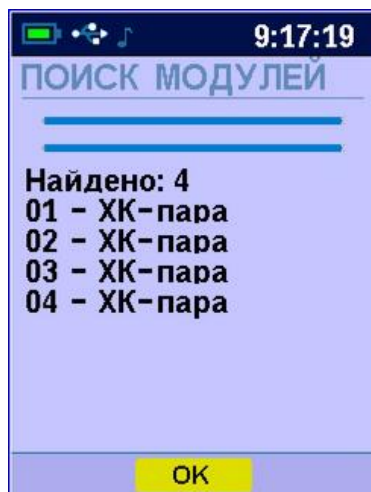 9:17:19
ПОИСК МОДУЛЕЙ
Найдено: 4
01 - ХК-пара
02 - ХК-пара
03 - ХК-пара
04 - ХК-пара
OK